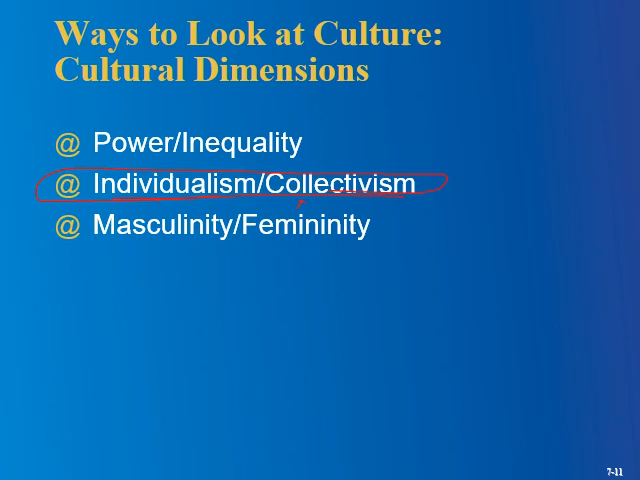 Ways to Look at Culture:
Cultural Dimensions
@ Power/Inequality
@ Individualism/Collectivism
@ Masculinity/Femininity
7-11